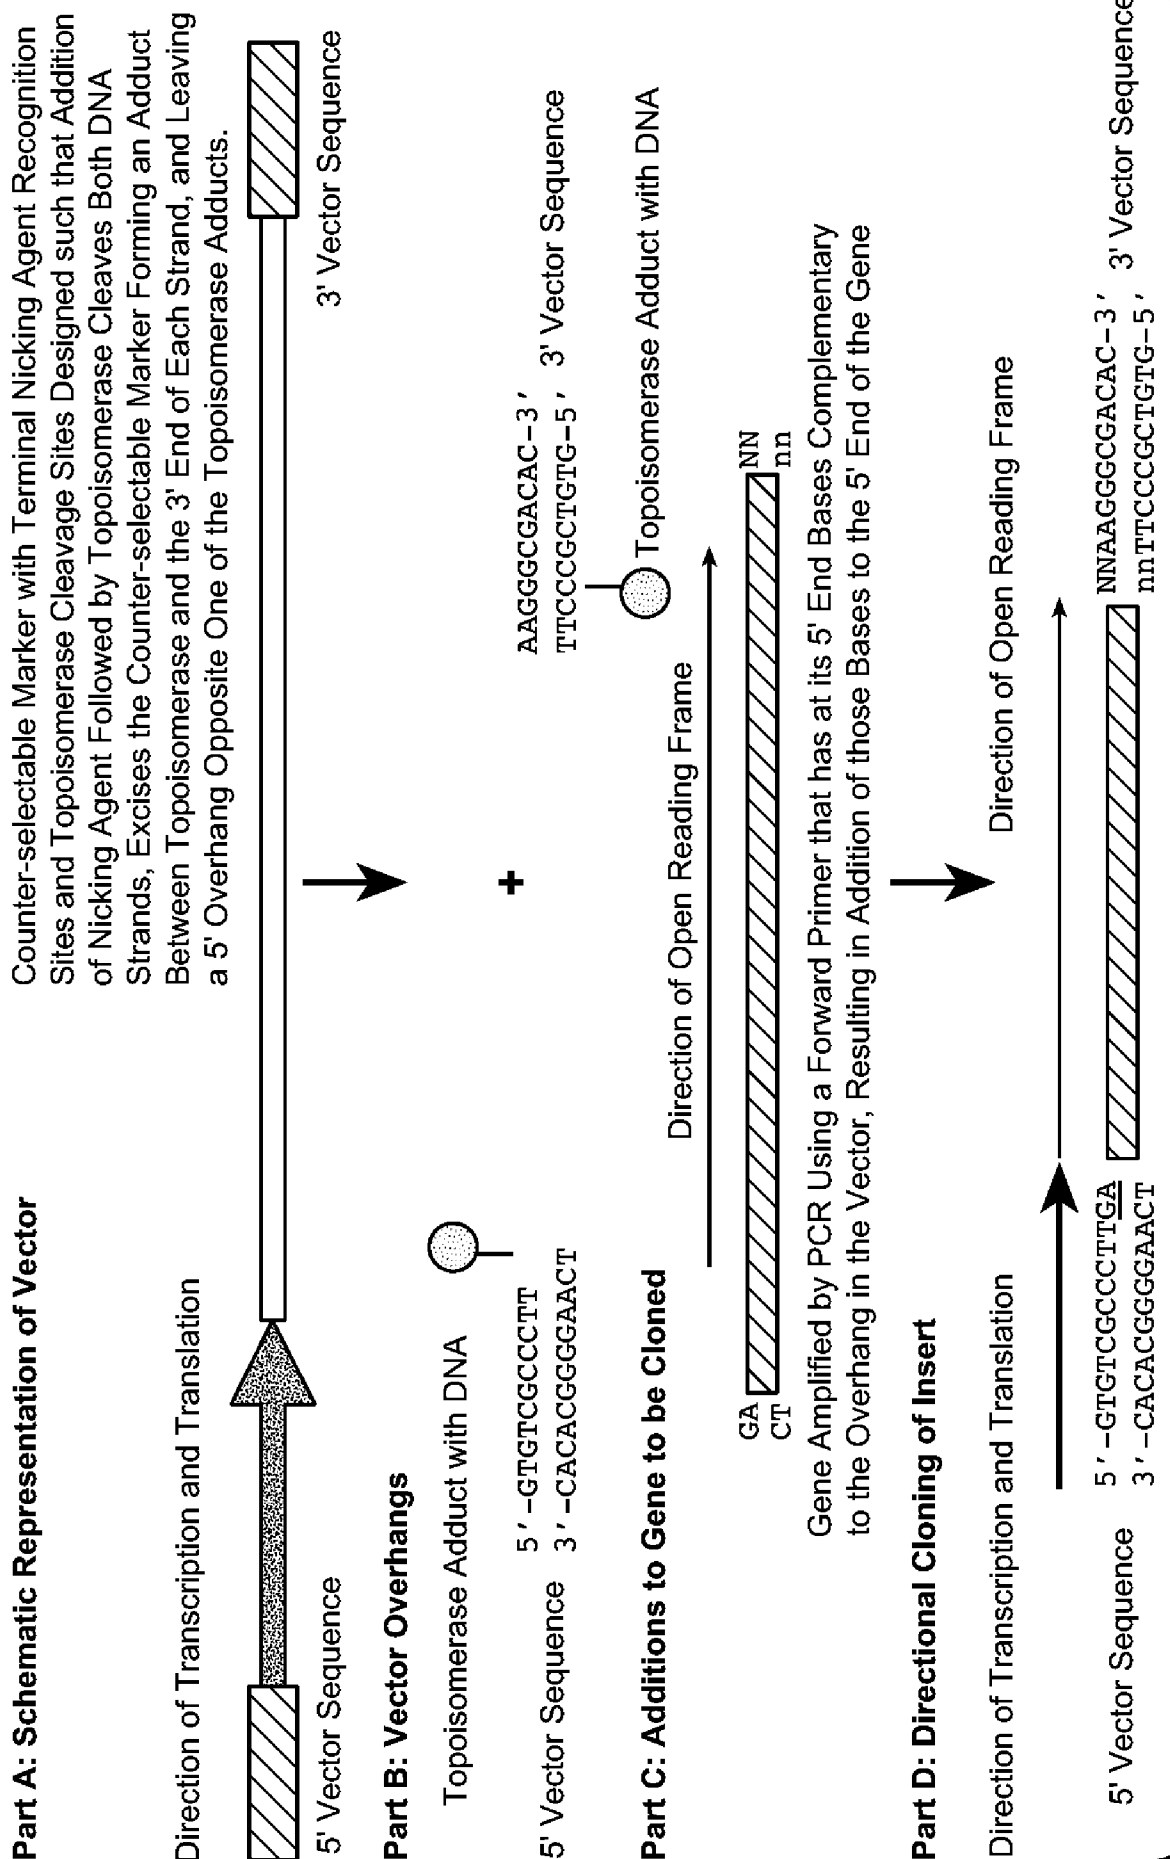 Part A: Schematic Representation of Vector
Counter-selectable Marker with Terminal Nicking Agent Recognition
Sites and Topoisomerase Cleavage Sites Designed such that Addition
of Nicking Agent Followed by Topoisomerase Cleaves Both DNA
Strands, Excises the Counter-selectable Marker Forming an Adduct
Between Topoisomerase and the 3' End of Each Strand, and Leaving
a 5' Overhang Opposite One of the Topoisomerase Adducts.
Direction of Transcription and Translation
5' Vector Sequence
3' Vector Sequence
Part B: Vector Overhangs
Topoisomerase Adduct with DNA
5' Vector Sequence
5'-GTGTCGCCCTT
3'-CACACGGGGAACT
+
AAGGGCGACAC-3'
TTCCCGCTGTG-5'
3' Vector Sequence
Topoisomerase Adduct with DNA
Part C: Additions to Gene to be Cloned
Direction of Open Reading Frame
GA
CT
NN
nn
Gene Amplified by PCR Using a Forward Primer that has at its 5' End Bases Complementary
to the Overhang in the Vector, Resulting in Addition of those Bases to the 5' End of the Gene
Part D: Directional Cloning of Insert
Direction of Transcription and Translation
Direction of Open Reading Frame
5' Vector Sequence
5'-GTGTCGCCCTTGA
3'-CACACGGGGAACT
NNAAGGGCGACAC-3'
nnTTCCCGCTGTG-5'
3' Vector Sequence